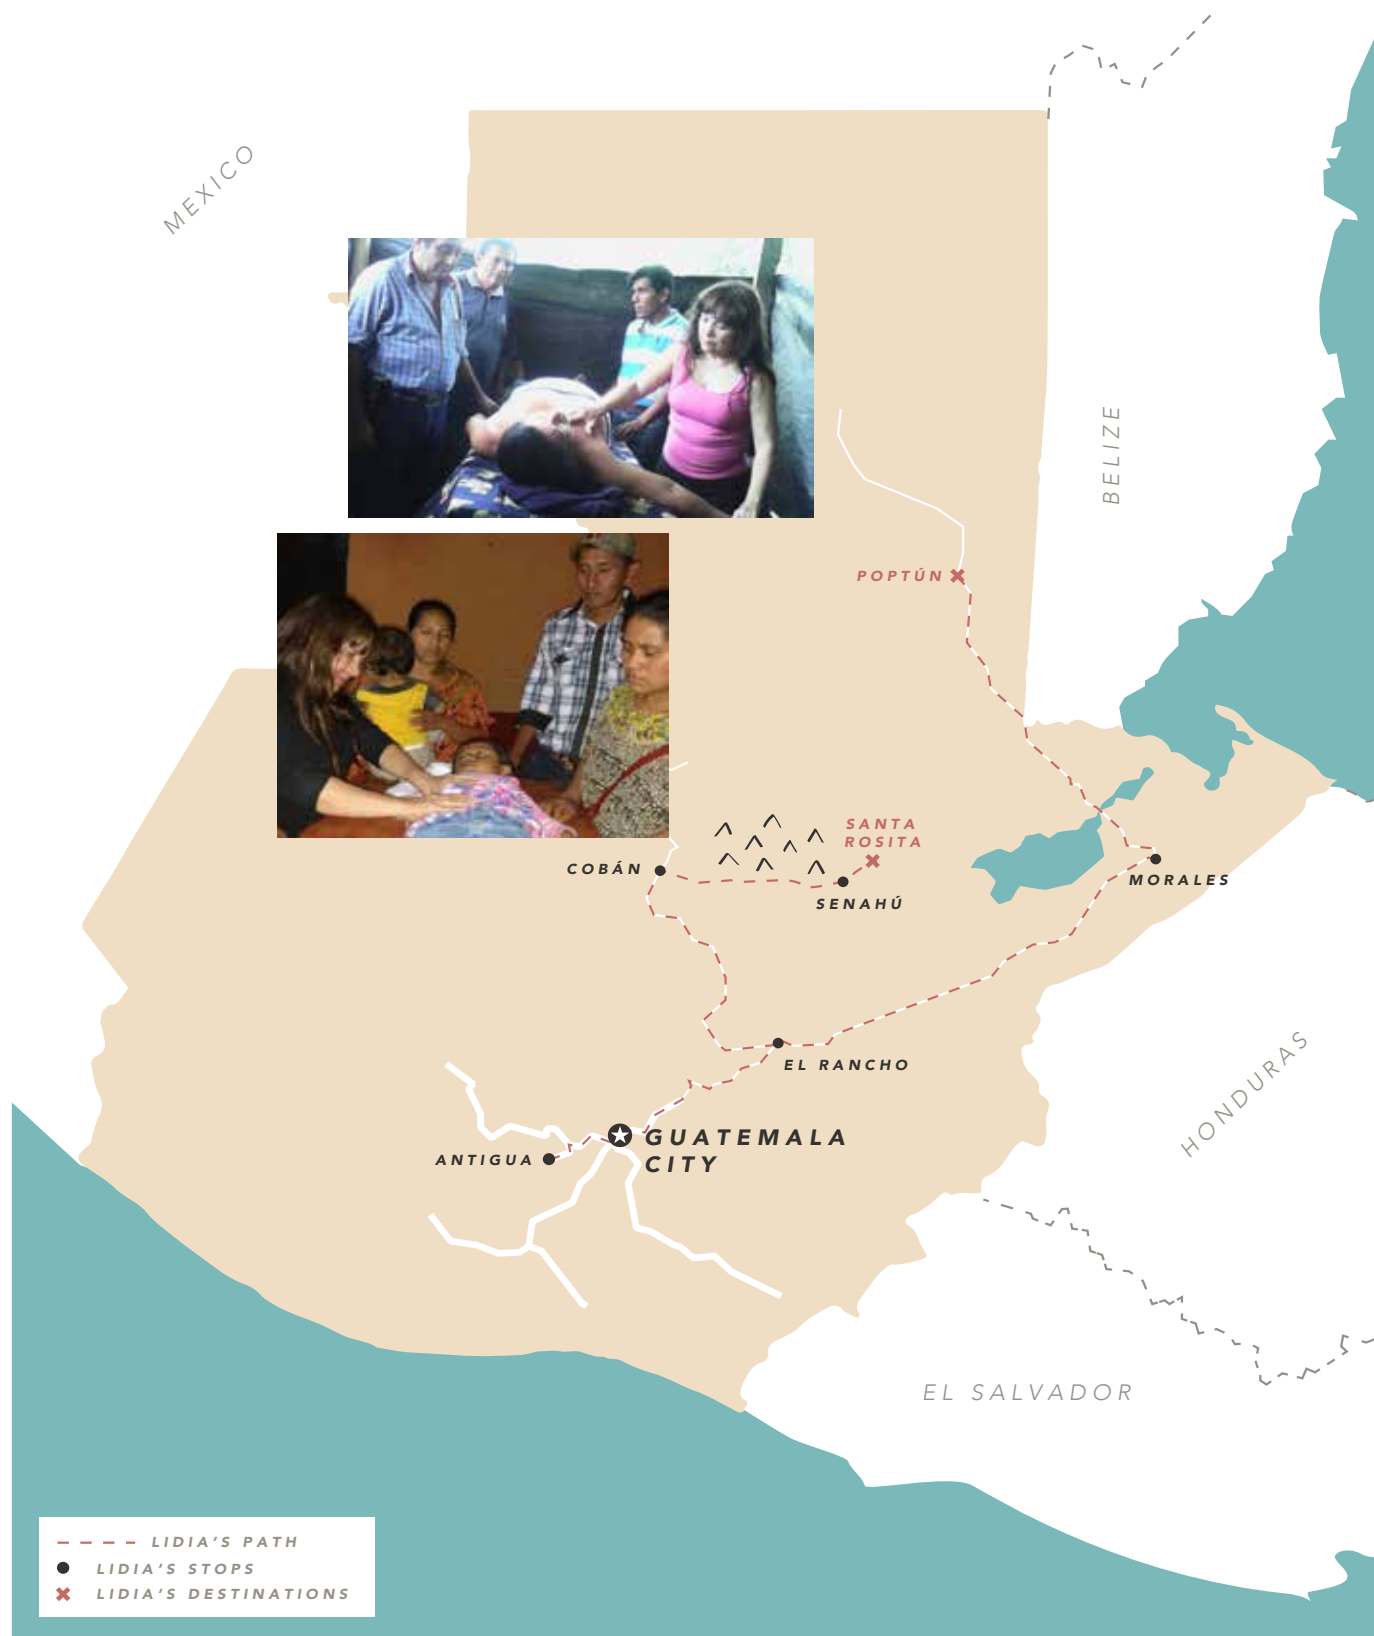 MEXICO
BELIZE
POPTÚN
SANTA
ROSITA
COBÁN
SENAHÚ
MORALES
EL RANCHO
HONDURAS
GUATEMALA
CITY
ANTIGUA
EL SALVADOR
LIDIA'S PATH
LIDIA'S STOPS
LIDIA'S DESTINATIONS